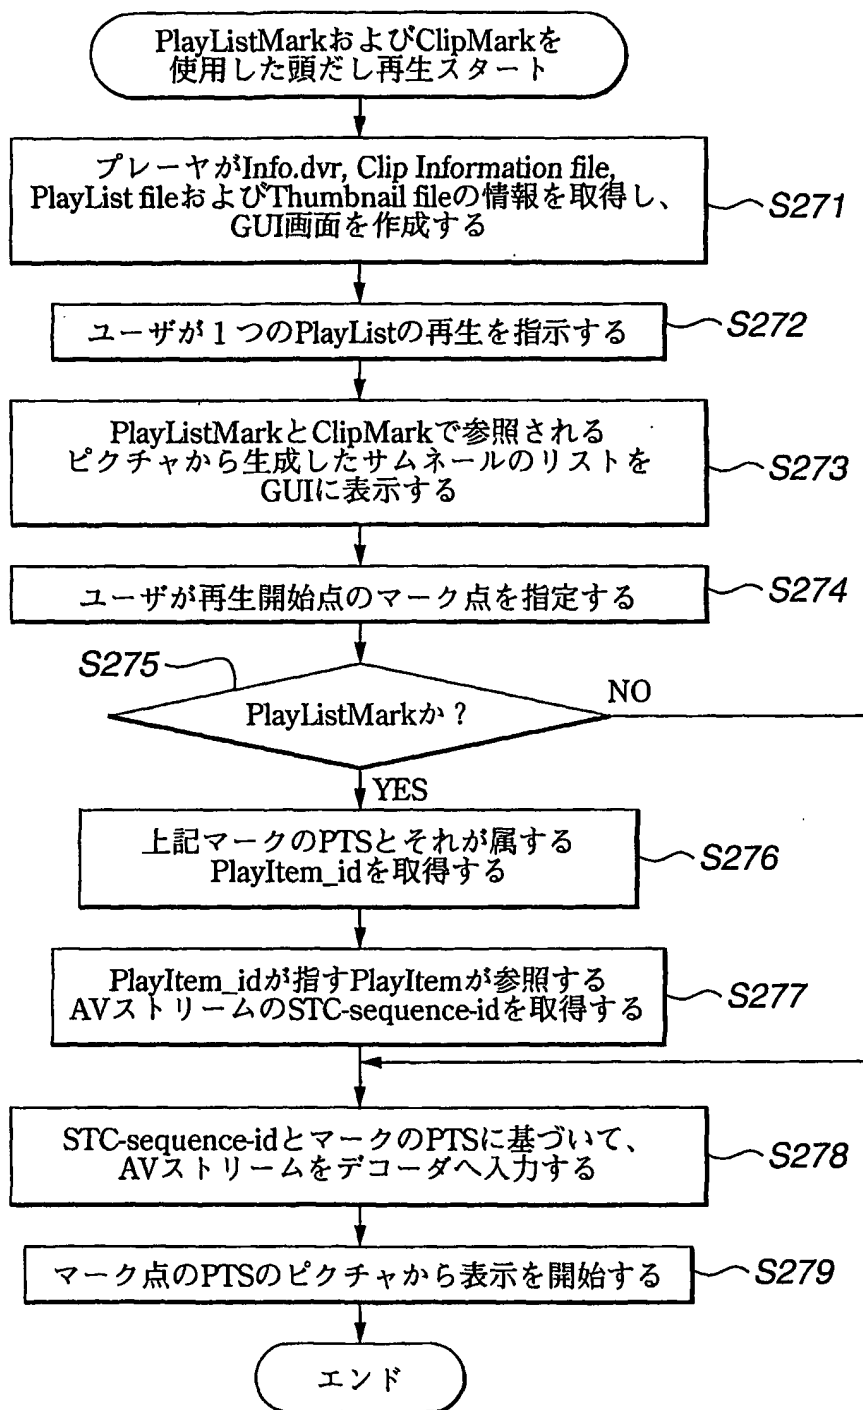 PlayListMarkおよびClipMarkを
使用した頭だし再生スタート
プレーヤがInfo.dvr, Clip Information file,
PlayList fileおよびThumbnail fileの情報を取得し、
GUI画面を作成する
S271
ユーザが１つのPlayListの再生を指示する
S272
PlayListMarkとClipMarkで参照される
ピクチャから生成したサムネールのリストを
GUIに表示する
S273
ユーザが再生開始点のマーク点を指定する
S274
S275
PlayListMarkか？
NO
YES
上記マークのPTSとそれが属する
PlayItem_idを取得する
S276
PlayItem_idが指すPlayItemが参照する
AVストリームのSTC-sequence-idを取得する
S277
STC-sequence-idとマークのPTSに基づいて、
AVストリームをデコーダへ入力する
S278
マーク点のPTSのピクチャから表示を開始する
S279
エンド